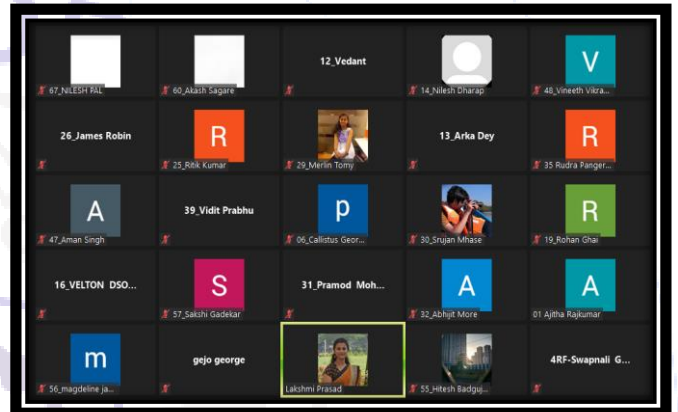 67_NILESH PAL
60_Akash Sagare
12_Vedant
14_Nilesh Dharap
V
48_Vineeth Vikra...
26_James Robin
R
25_Ritik Kumar
29_Merlin Tomy
13_Arka Dey
R
35 Rudra Panger...
A
47_Aman Singh
39_Vidit Prabhu
p
06_Callistus Geor...
30_Srujan Mhase
R
19_Rohan Ghai
16_VELTON DSO...
S
57_Sakshi Gadekar
31_Pramod Moh...
A
32_Abhijit More
A
01 Ajitha Rajkumar
m
56_magdeline ja...
gejo george
Lakshmi Prasad
55_Hitesh Badguj...
4RF-Swapnali G...